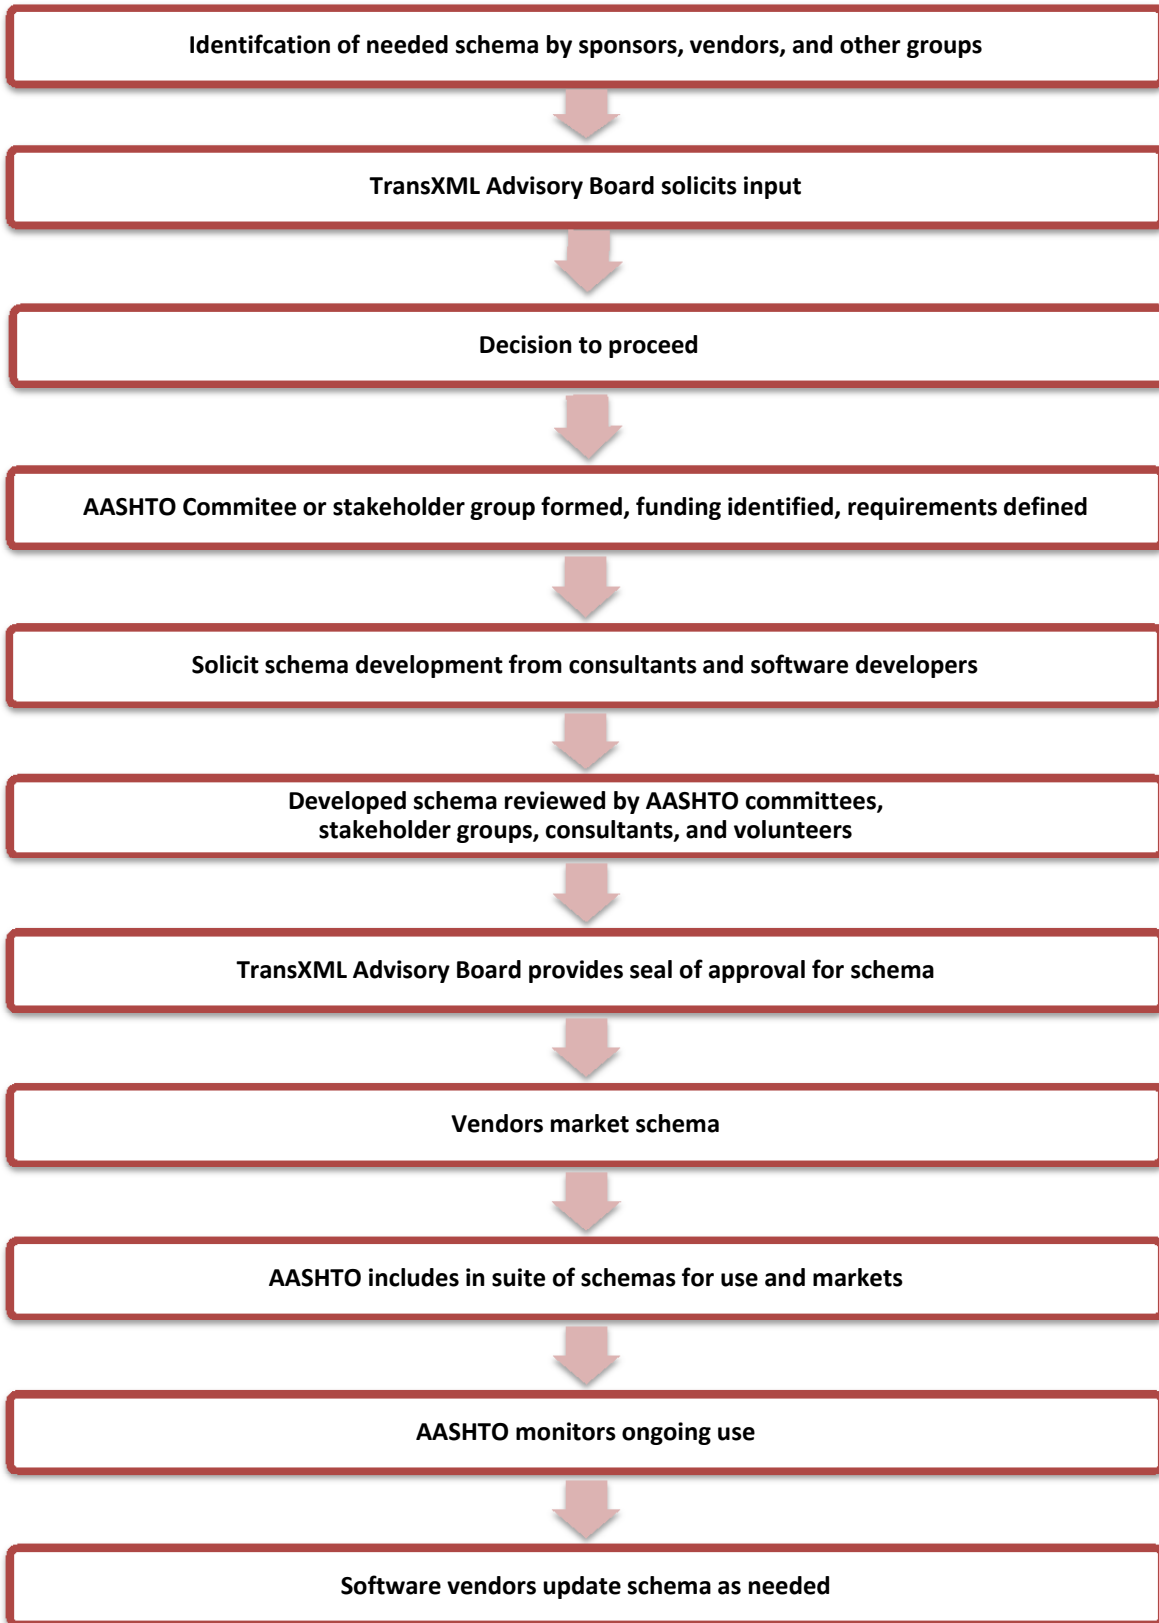 Identifcation of needed schema by sponsors, vendors, and other groups
TransXML Advisory Board solicits input
Decision to proceed
AASHTO Commitee or stakeholder group formed, funding identified, requirements defined
Solicit schema development from consultants and software developers
Developed schema reviewed by AASHTO committees,
stakeholder groups, consultants, and volunteers
TransXML Advisory Board provides seal of approval for schema
Vendors market schema
AASHTO includes in suite of schemas for use and markets
AASHTO monitors ongoing use
Software vendors update schema as needed